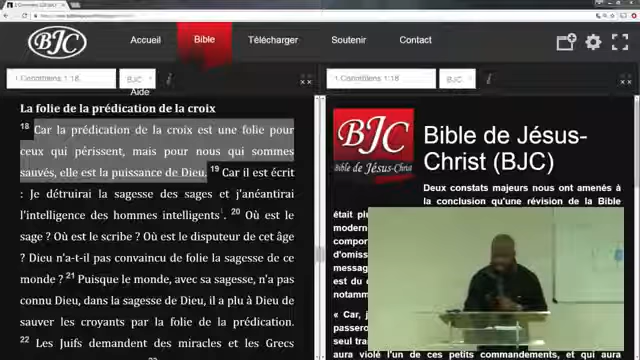 1 Corinthiens 1:18
BJC
Accueil
Bible
Télécharger
Soutenir
Contact
1 Corinthiens 1:18
BJC
i
Aide
La folie de la prédication de la croix
18 Car la prédication de la croix est une folie pour
ceux qui périssent, mais pour nous qui sommes
sauvés, elle est la puissance de Dieu. 19 Car il est écrit
: Je détruirai la sagesse des sages et j'anéantirai
l'intelligence des hommes intelligents. 20 Où est le
sage ? Où est le scribe ? Où est le disputeur de cet âge
? Dieu n'a-t-il pas convaincu de folie la sagesse de ce
monde ? 21 Puisque le monde, avec sa sagesse, n'a pas
connu Dieu, dans la sagesse de Dieu, il a plu à Dieu de
sauver les croyants par la folie de la prédication.
22 Les Juifs demandent des miracles et les Grecs
1 Corinthiens 1:18
BJC
i
BJC
Bible de Jésus-Christ
Bible de Jésus-
Christ (BJC)
Deux constats majeurs nous ont amenés à
la conclusion qu'une révision de la Bible
était plu
modern
compor
d'omiss
messag
est du
notamm
« Car, j
passero
seul tra
aura violé l'un de ces petits commandements, et qui aura